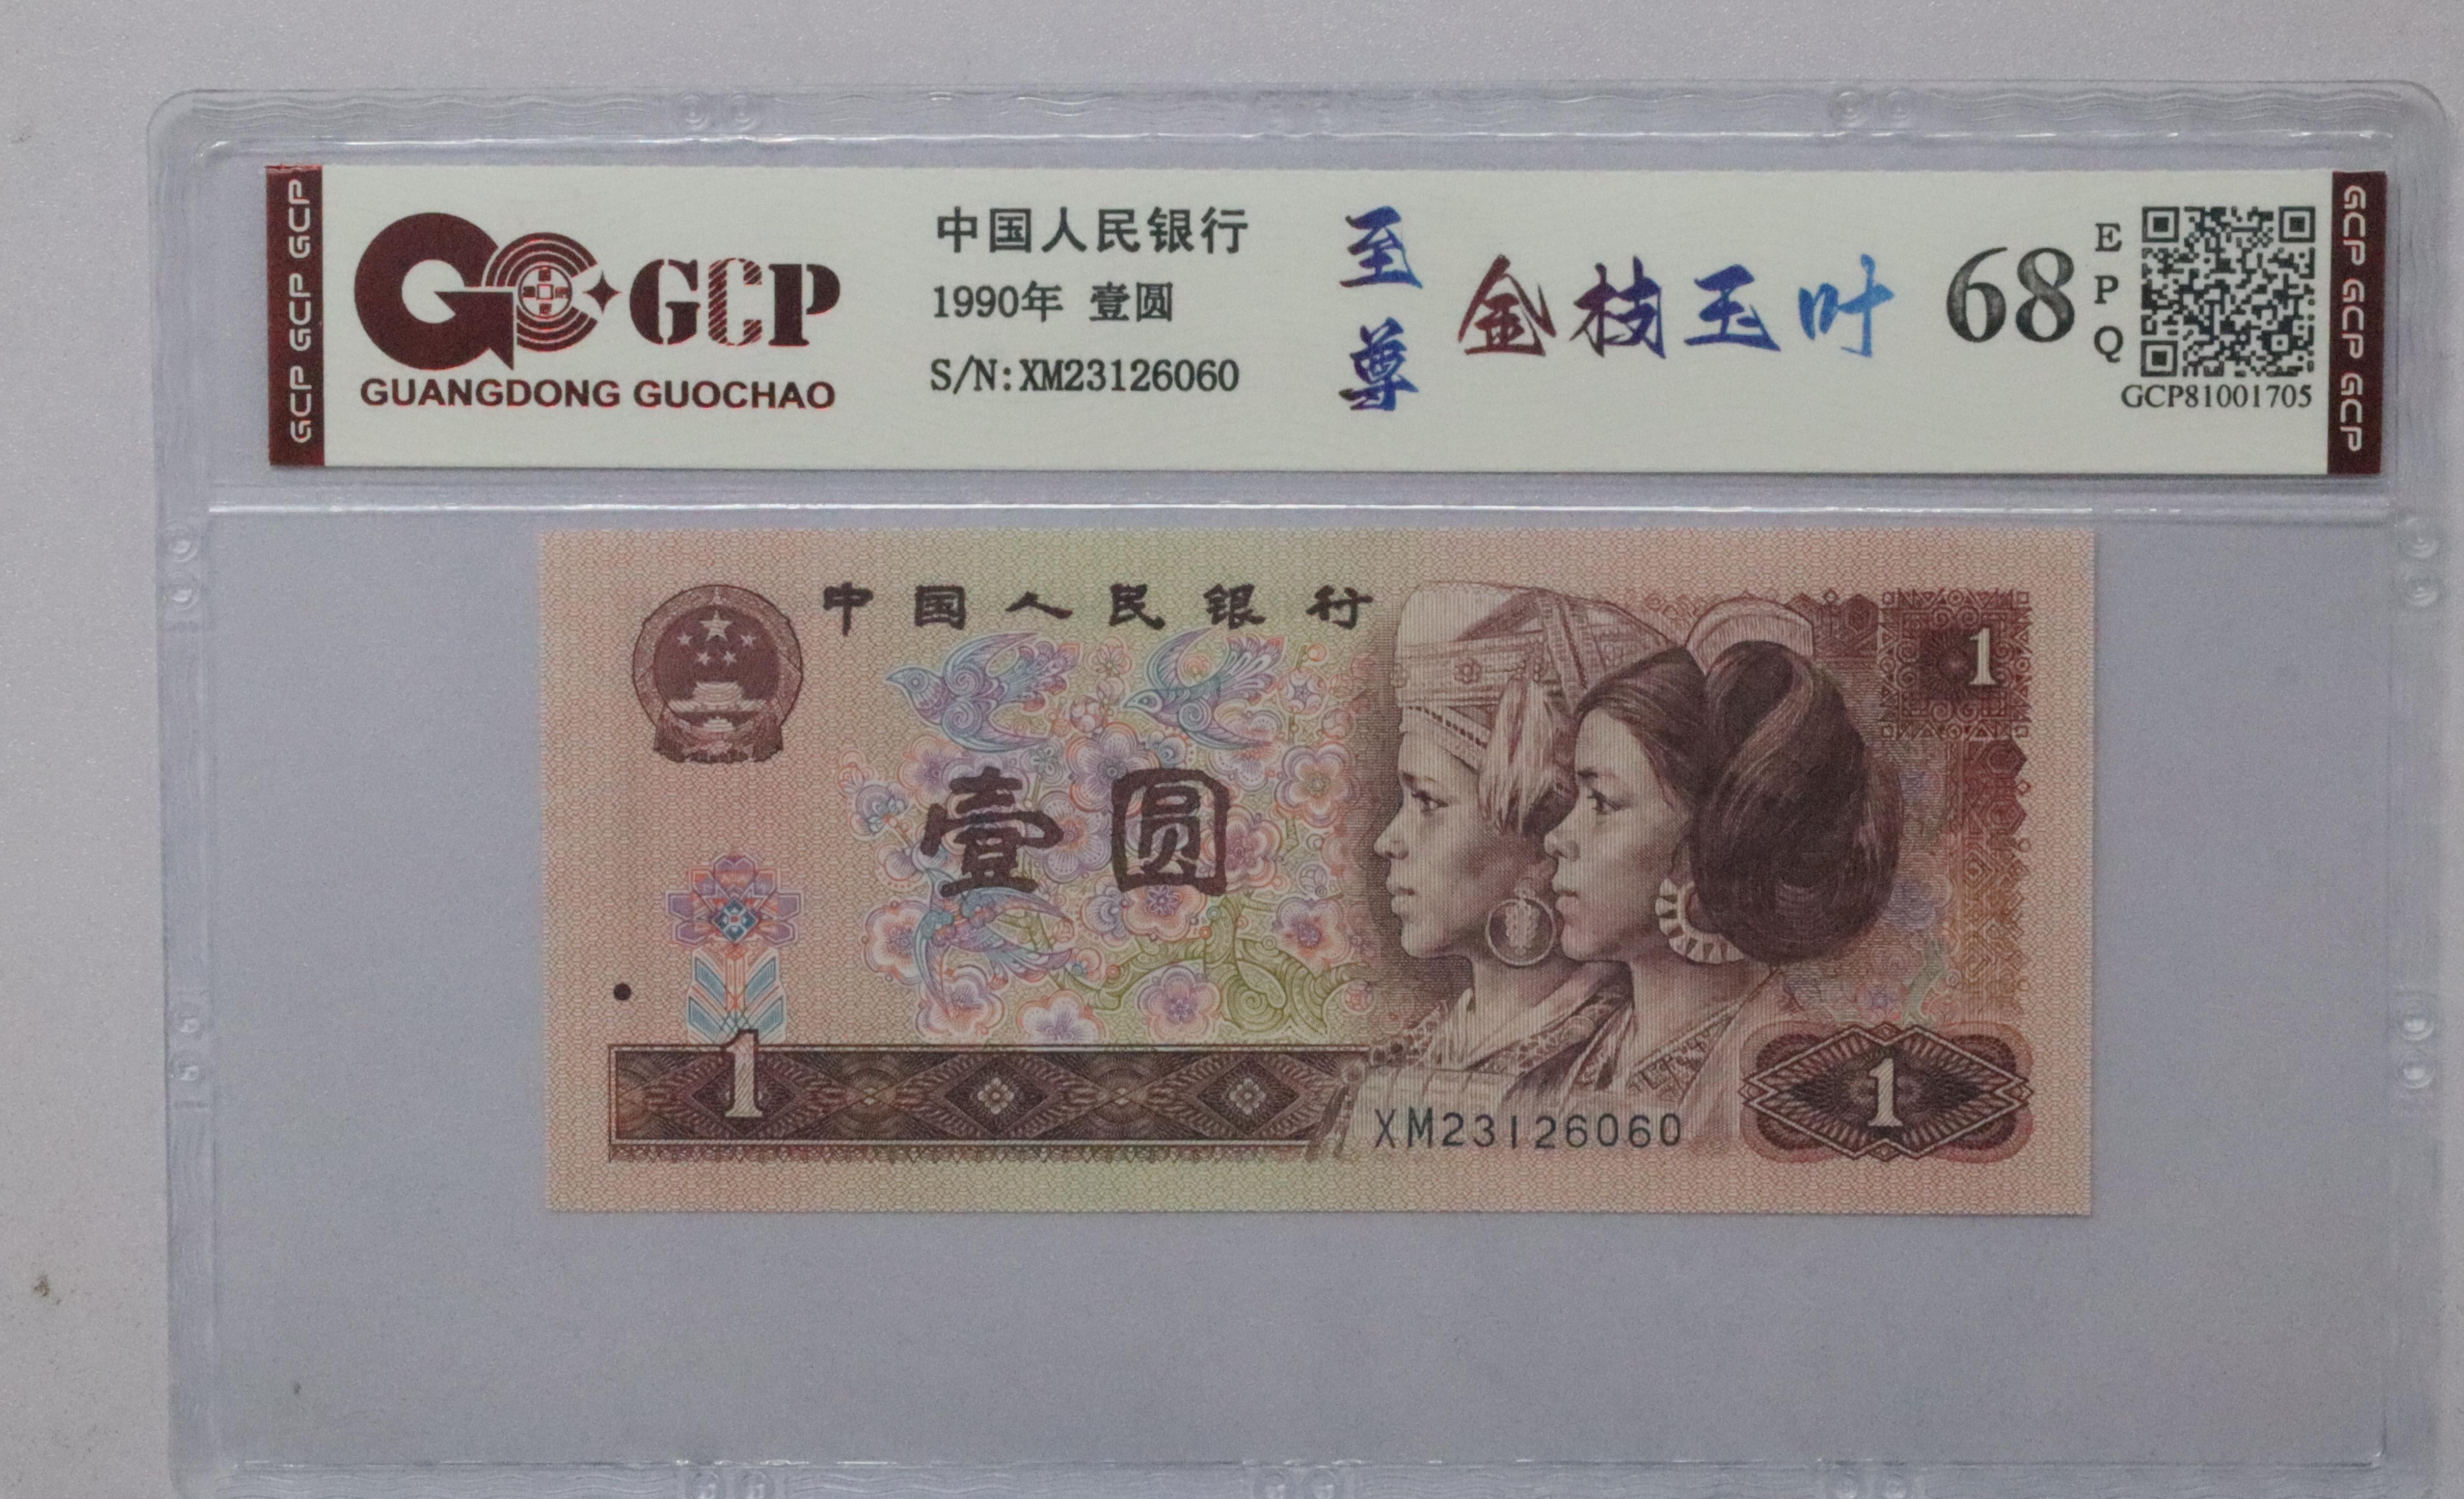 GCP GCP GCP
GCP
GUANGDONG GUOCHAO
中国人民银行
1990年 壹圆
S/N:XM23126060
至尊
金枝玉叶
68
EPQ
GCP81001705
GCP GCP GCP
中国人民银行
1
壹圆
1
XM23126060
1